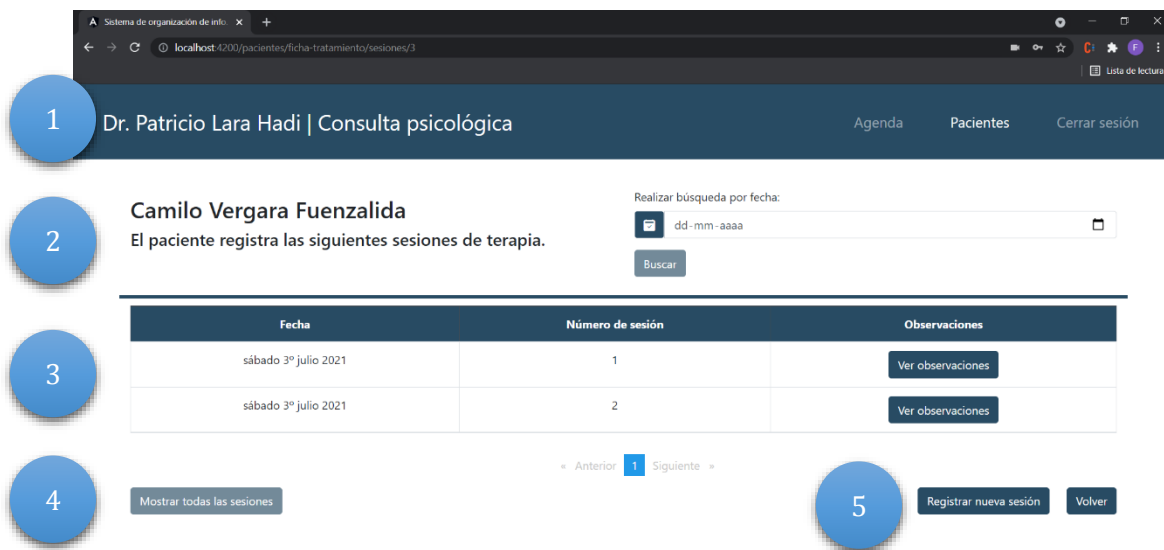 Sistema de organización de info.
localhost:4200/pacientes/ficha-tratamiento/sesiones/3
Lista de lectura
1
Dr. Patricio Lara Hadi | Consulta psicológica
Agenda Pacientes Cerrar sesión
2
Camilo Vergara Fuenzalida
El paciente registra las siguientes sesiones de terapia.
Realizar búsqueda por fecha:
dd-mm-aaaa
Buscar
3
Fecha Número de sesión Observaciones
sábado 3º julio 2021 1 Ver observaciones
sábado 3º julio 2021 2 Ver observaciones
« Anterior 1 Siguiente »
4
Mostrar todas las sesiones
5
Registrar nueva sesión Volver